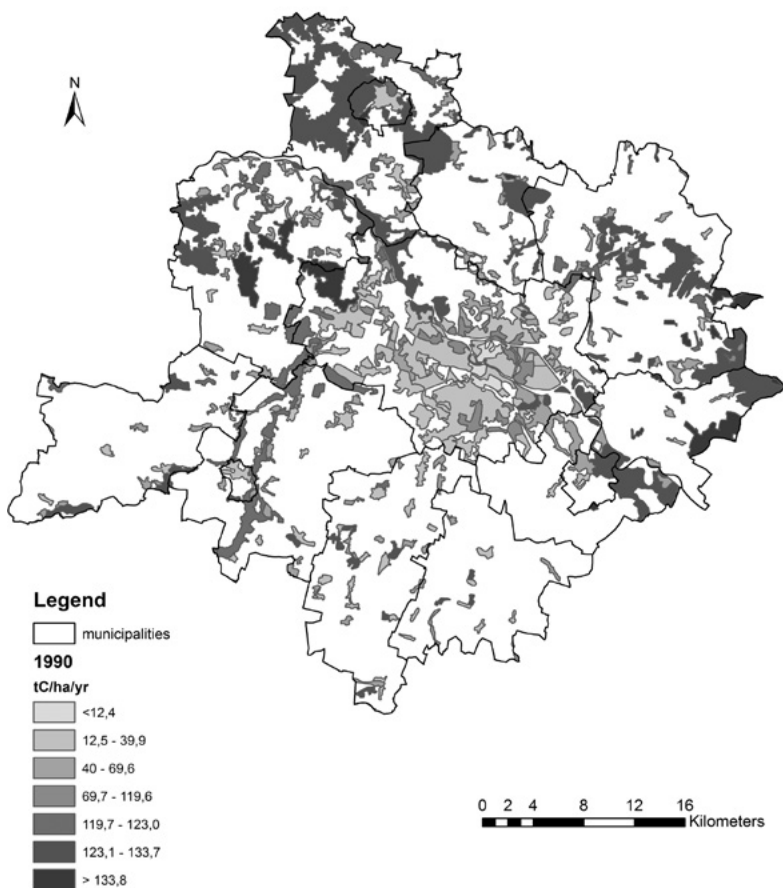 N
Legend
municipalities
1990
tC/ha/yr
<12,4
12,5 - 39,9
40 - 69,6
69,7 - 119,6
119,7 - 123,0
123,1 - 133,7
> 133,8
0 2 4 8 12 16
Kilometers